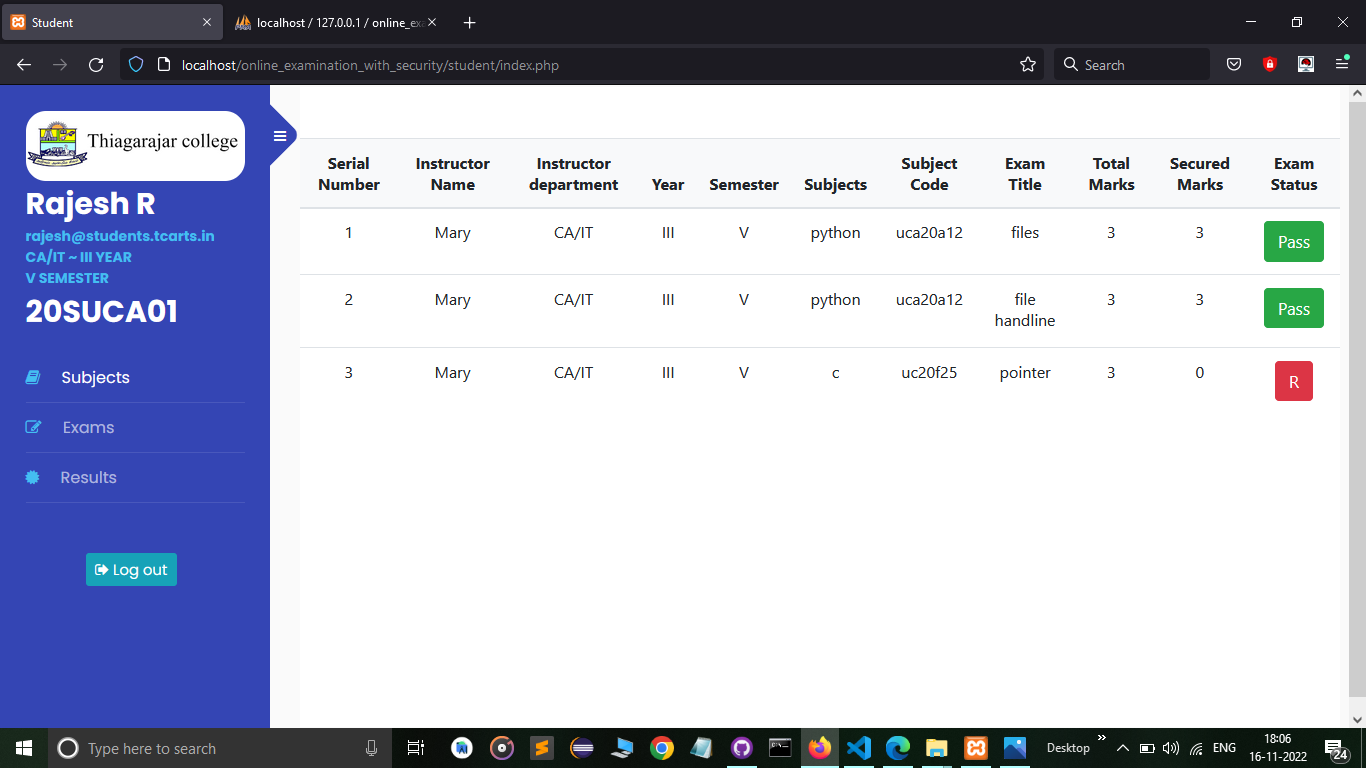 Student
localhost / 127.0.0.1 / online_exa
localhost/online_examination_with_security/student/index.php
Search
Thiagarajar college
Rajesh R
rajesh@students.tcarts.in
CA/IT ~ III YEAR
V SEMESTER
20SUCA01
Subjects
Exams
Results
Log out
Serial Number Instructor Name Instructor department Year Semester Subjects Subject Code Exam Title Total Marks Secured Marks Exam Status
1 Mary CA/IT III V python uca20a12 files 3 3 Pass
2 Mary CA/IT III V python uca20a12 file handline 3 3 Pass
3 Mary CA/IT III V c uc20f25 pointer 3 0 R
Type here to search
Desktop
ENG
18:06
16-11-2022
24